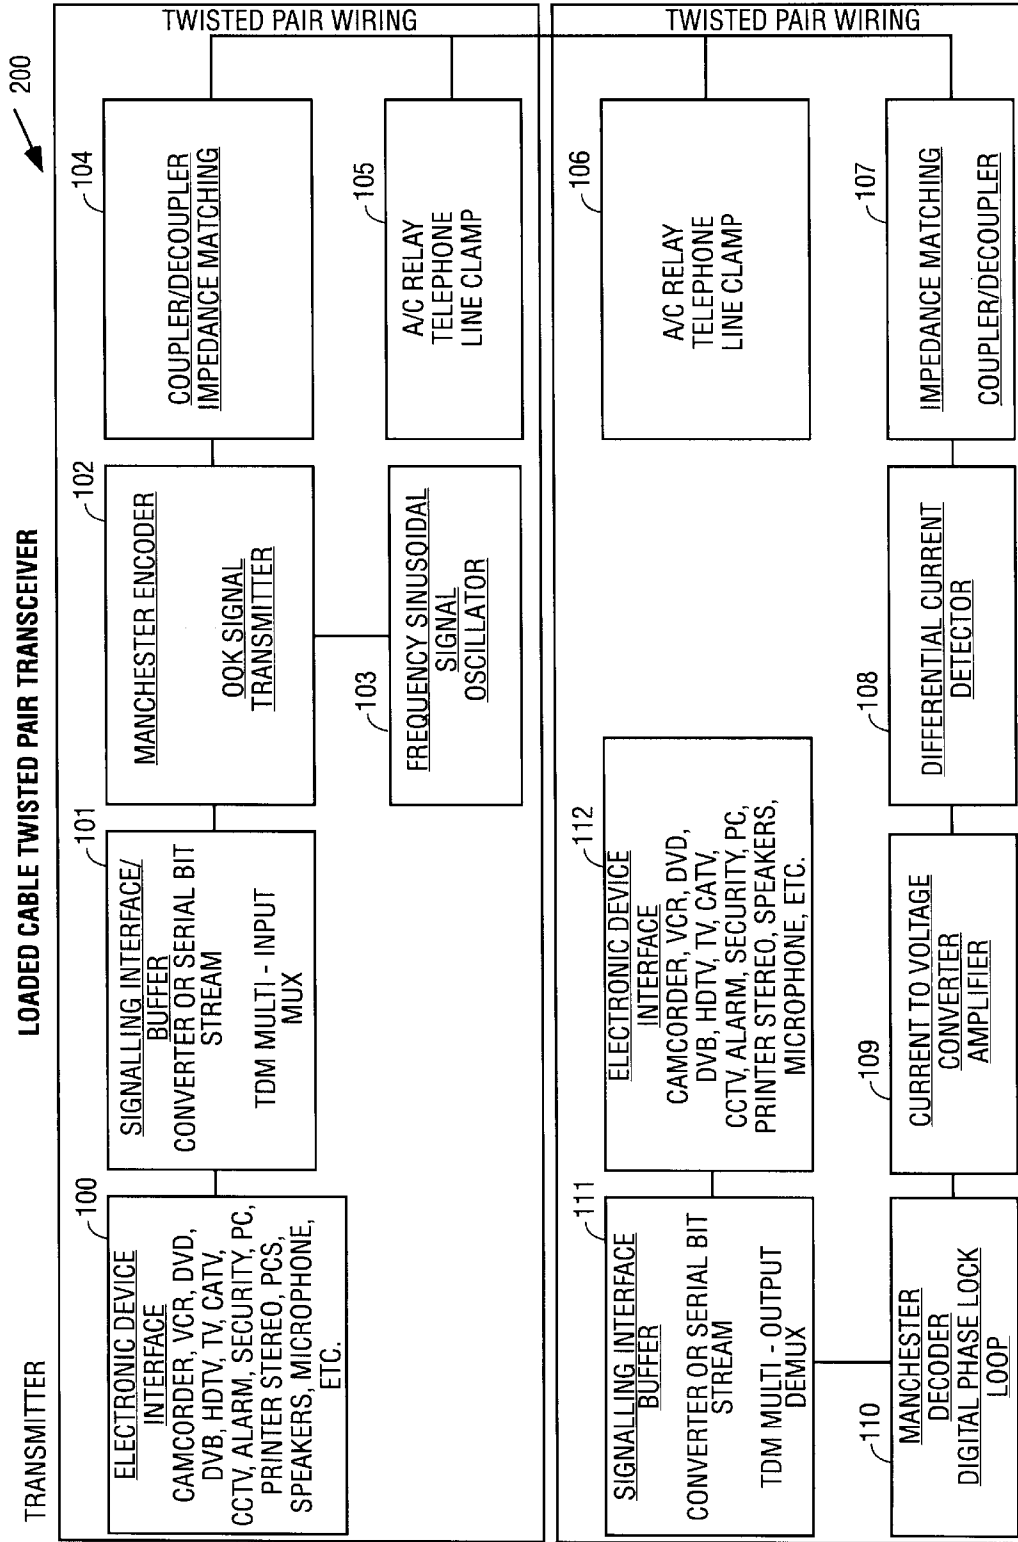 LOADED CABLE TWISTED PAIR TRANSCEIVER
200
TRANSMITTER
100
ELECTRONIC DEVICE
INTERFACE
CAMCORDER, VCR, DVD,
DVB, HDTV, TV, CATV,
CCTV, ALARM, SECURITY, PC,
PRINTER STEREO, PCS,
SPEAKERS, MICROPHONE,
ETC.
101
SIGNALLING INTERFACE/
BUFFER
CONVERTER OR SERIAL BIT
STREAM
TDM MULTI - INPUT
MUX
102
MANCHESTER ENCODER
OOK SIGNAL
TRANSMITTER
103
FREQUENCY SINUSOIDAL
SIGNAL
OSCILLATOR
104
COUPLER/DECOUPLER
IMPEDANCE MATCHING
105
A/C RELAY
TELEPHONE
LINE CLAMP
TWISTED PAIR WIRING
111
SIGNALLING INTERFACE
BUFFER
CONVERTER OR SERIAL BIT
STREAM
TDM MULTI - OUTPUT
DEMUX
112
ELECTRONIC DEVICE
INTERFACE
CAMCORDER, VCR, DVD,
DVB, HDTV, TV, CATV,
CCTV, ALARM, SECURITY, PC,
PRINTER STEREO, SPEAKERS,
MICROPHONE, ETC.
106
A/C RELAY
TELEPHONE
LINE CLAMP
TWISTED PAIR WIRING
110
MANCHESTER
DECODER
DIGITAL PHASE LOCK
LOOP
109
CURRENT TO VOLTAGE
CONVERTER
AMPLIFIER
108
DIFFERENTIAL CURRENT
DETECTOR
107
IMPEDANCE MATCHING
COUPLER/DECOUPLER